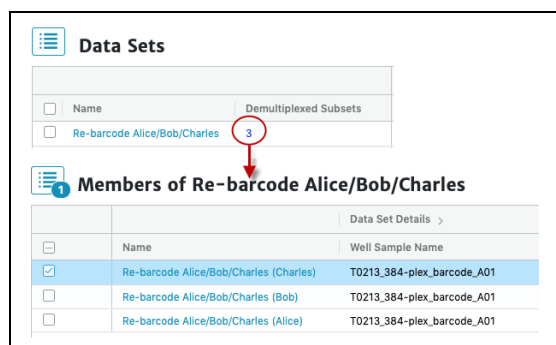 Data Sets
Name Demultiplexed Subsets
Re-barcode Alice/Bob/Charles 3
1 Members of Re-barcode Alice/Bob/Charles
Data Set Details >
Name Well Sample Name
Re-barcode Alice/Bob/Charles (Charles) T0213_384-plex_barcode_A01
Re-barcode Alice/Bob/Charles (Bob) T0213_384-plex_barcode_A01
Re-barcode Alice/Bob/Charles (Alice) T0213_384-plex_barcode_A01